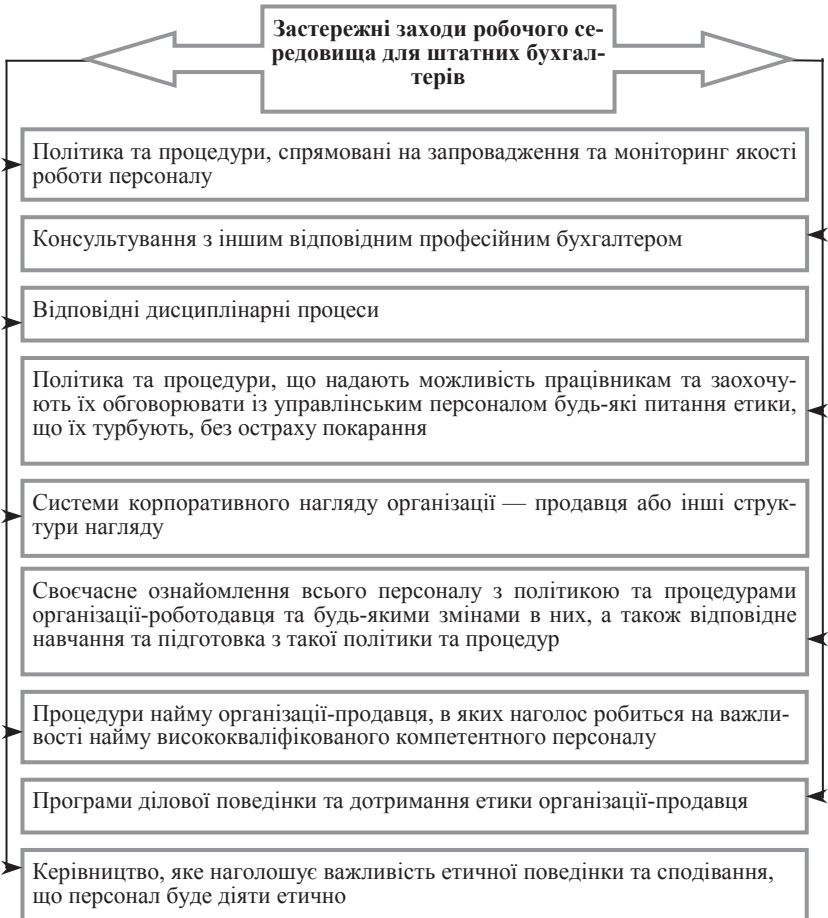 Застережні заходи робочого се-
редовища для штатних бухгал-
терів
Політика та процедури, спрямовані на запровадження та моніторинг якості
роботи персоналу
Консультування з іншим відповідним професійним бухгалтером
Відповідні дисциплінарні процеси
Політика та процедури, що надають можливість працівникам та заохочу-
ють їх обговорювати із управлінським персоналом будь-які питання етики,
що їх турбують, без остраху покарання
Системи корпоративного нагляду організації — продавця або інші струк-
тури нагляду
Своєчасне ознайомлення всього персоналу з політикою та процедурами
організації-роботодавця та будь-якими змінами в них, а також відповідне
навчання та підготовка з такої політики та процедур
Процедури найму організації-продавця, в яких наголос робиться на важли-
вості найму висококваліфікованого компетентного персоналу
Програми ділової поведінки та дотримання етики організації-продавця
Керівництво, яке наголошує важливість етичної поведінки та сподівання,
що персонал буде діяти етично